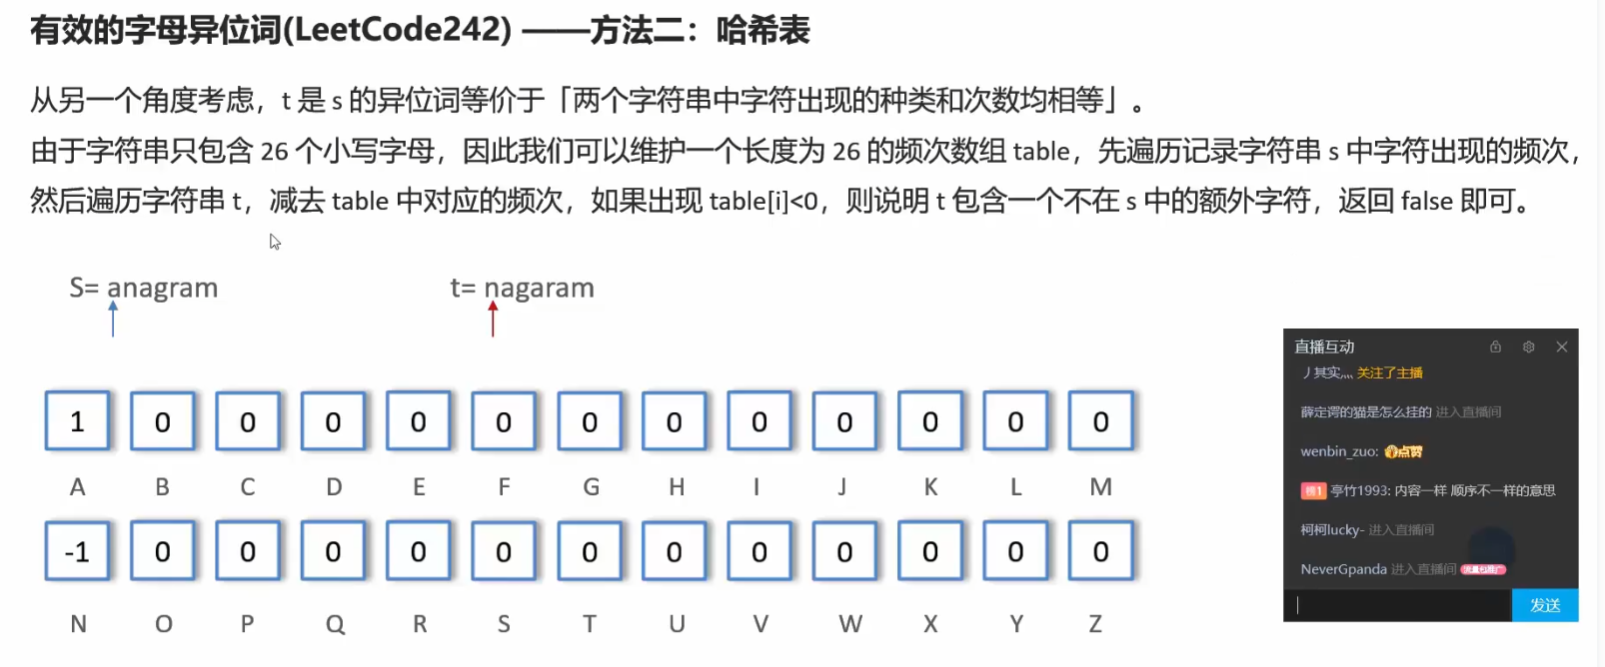 有效的字母异位词(LeetCode242) ——方法二：哈希表
从另一个角度考虑，t 是 s 的异位词等价于「两个字符串中字符出现的种类和次数均相等」。
由于字符串只包含 26 个小写字母，因此我们可以维护一个长度为 26 的频次数组 table，先遍历记录字符串 s 中字符出现的频次，
然后遍历字符串 t，减去 table 中对应的频次，如果出现 table[i]<0，则说明 t 包含一个不在 s 中的额外字符，返回 false 即可。
S= anagram t= nagaram
1 0 0 0 0 0 0 0 0 0 0 0 0
A B C D E F G H I J K L M
-1 0 0 0 0 0 0 0 0 0 0 0 0
N O P Q R S T U V W X Y Z
直播互动
丿其实灬 关注了主播
薛定谔的猫是怎么挂的 进入直播间
wenbin_zuo: 点赞
榜1 亭竹1993: 内容一样 顺序不一样的意思
柯柯lucky- 进入直播间
NeverGpanda 进入直播间 流量包推广
发送